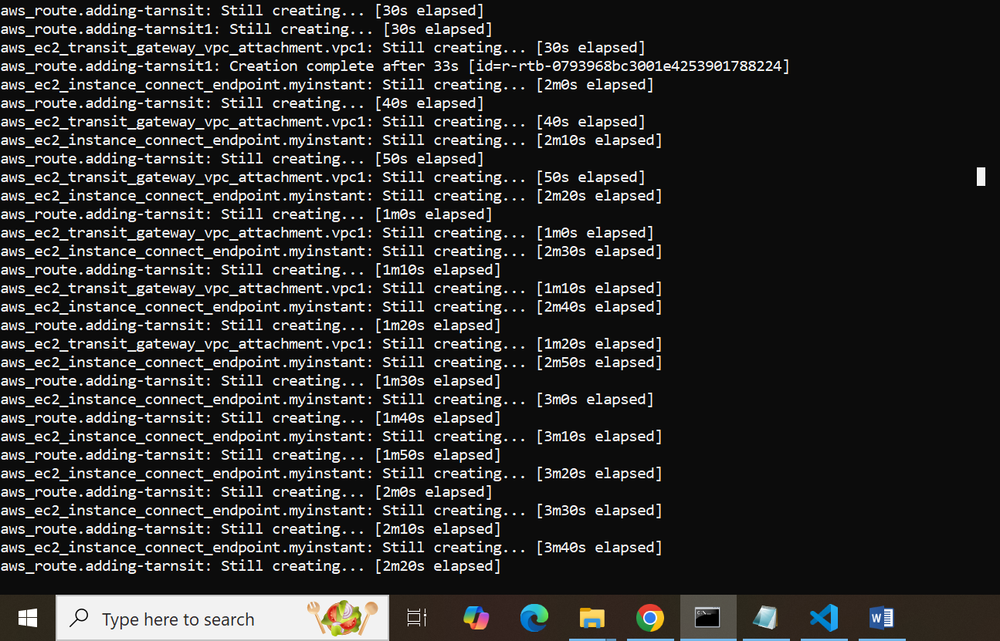 aws_route.adding-tarnsit: Still creating... [30s elapsed]
aws_route.adding-tarnsit1: Still creating... [30s elapsed]
aws_ec2_transit_gateway_vpc_attachment.vpc1: Still creating... [30s elapsed]
aws_route.adding-tarnsit1: Creation complete after 33s [id=r-rtb-0793968bc3001e4253901788224]
aws_ec2_instance_connect_endpoint.myinstant: Still creating... [2m0s elapsed]
aws_route.adding-tarnsit: Still creating... [40s elapsed]
aws_ec2_transit_gateway_vpc_attachment.vpc1: Still creating... [40s elapsed]
aws_ec2_instance_connect_endpoint.myinstant: Still creating... [2m10s elapsed]
aws_route.adding-tarnsit: Still creating... [50s elapsed]
aws_ec2_transit_gateway_vpc_attachment.vpc1: Still creating... [50s elapsed]
aws_ec2_instance_connect_endpoint.myinstant: Still creating... [2m20s elapsed]
aws_route.adding-tarnsit: Still creating... [1m0s elapsed]
aws_ec2_transit_gateway_vpc_attachment.vpc1: Still creating... [1m0s elapsed]
aws_ec2_instance_connect_endpoint.myinstant: Still creating... [2m30s elapsed]
aws_route.adding-tarnsit: Still creating... [1m10s elapsed]
aws_ec2_transit_gateway_vpc_attachment.vpc1: Still creating... [1m10s elapsed]
aws_ec2_instance_connect_endpoint.myinstant: Still creating... [2m40s elapsed]
aws_route.adding-tarnsit: Still creating... [1m20s elapsed]
aws_ec2_transit_gateway_vpc_attachment.vpc1: Still creating... [1m20s elapsed]
aws_ec2_instance_connect_endpoint.myinstant: Still creating... [2m50s elapsed]
aws_route.adding-tarnsit: Still creating... [1m30s elapsed]
aws_ec2_instance_connect_endpoint.myinstant: Still creating... [3m0s elapsed]
aws_route.adding-tarnsit: Still creating... [1m40s elapsed]
aws_ec2_instance_connect_endpoint.myinstant: Still creating... [3m10s elapsed]
aws_route.adding-tarnsit: Still creating... [1m50s elapsed]
aws_ec2_instance_connect_endpoint.myinstant: Still creating... [3m20s elapsed]
aws_route.adding-tarnsit: Still creating... [2m0s elapsed]
aws_ec2_instance_connect_endpoint.myinstant: Still creating... [3m30s elapsed]
aws_route.adding-tarnsit: Still creating... [2m10s elapsed]
aws_ec2_instance_connect_endpoint.myinstant: Still creating... [3m40s elapsed]
aws_route.adding-tarnsit: Still creating... [2m20s elapsed]
Type here to search